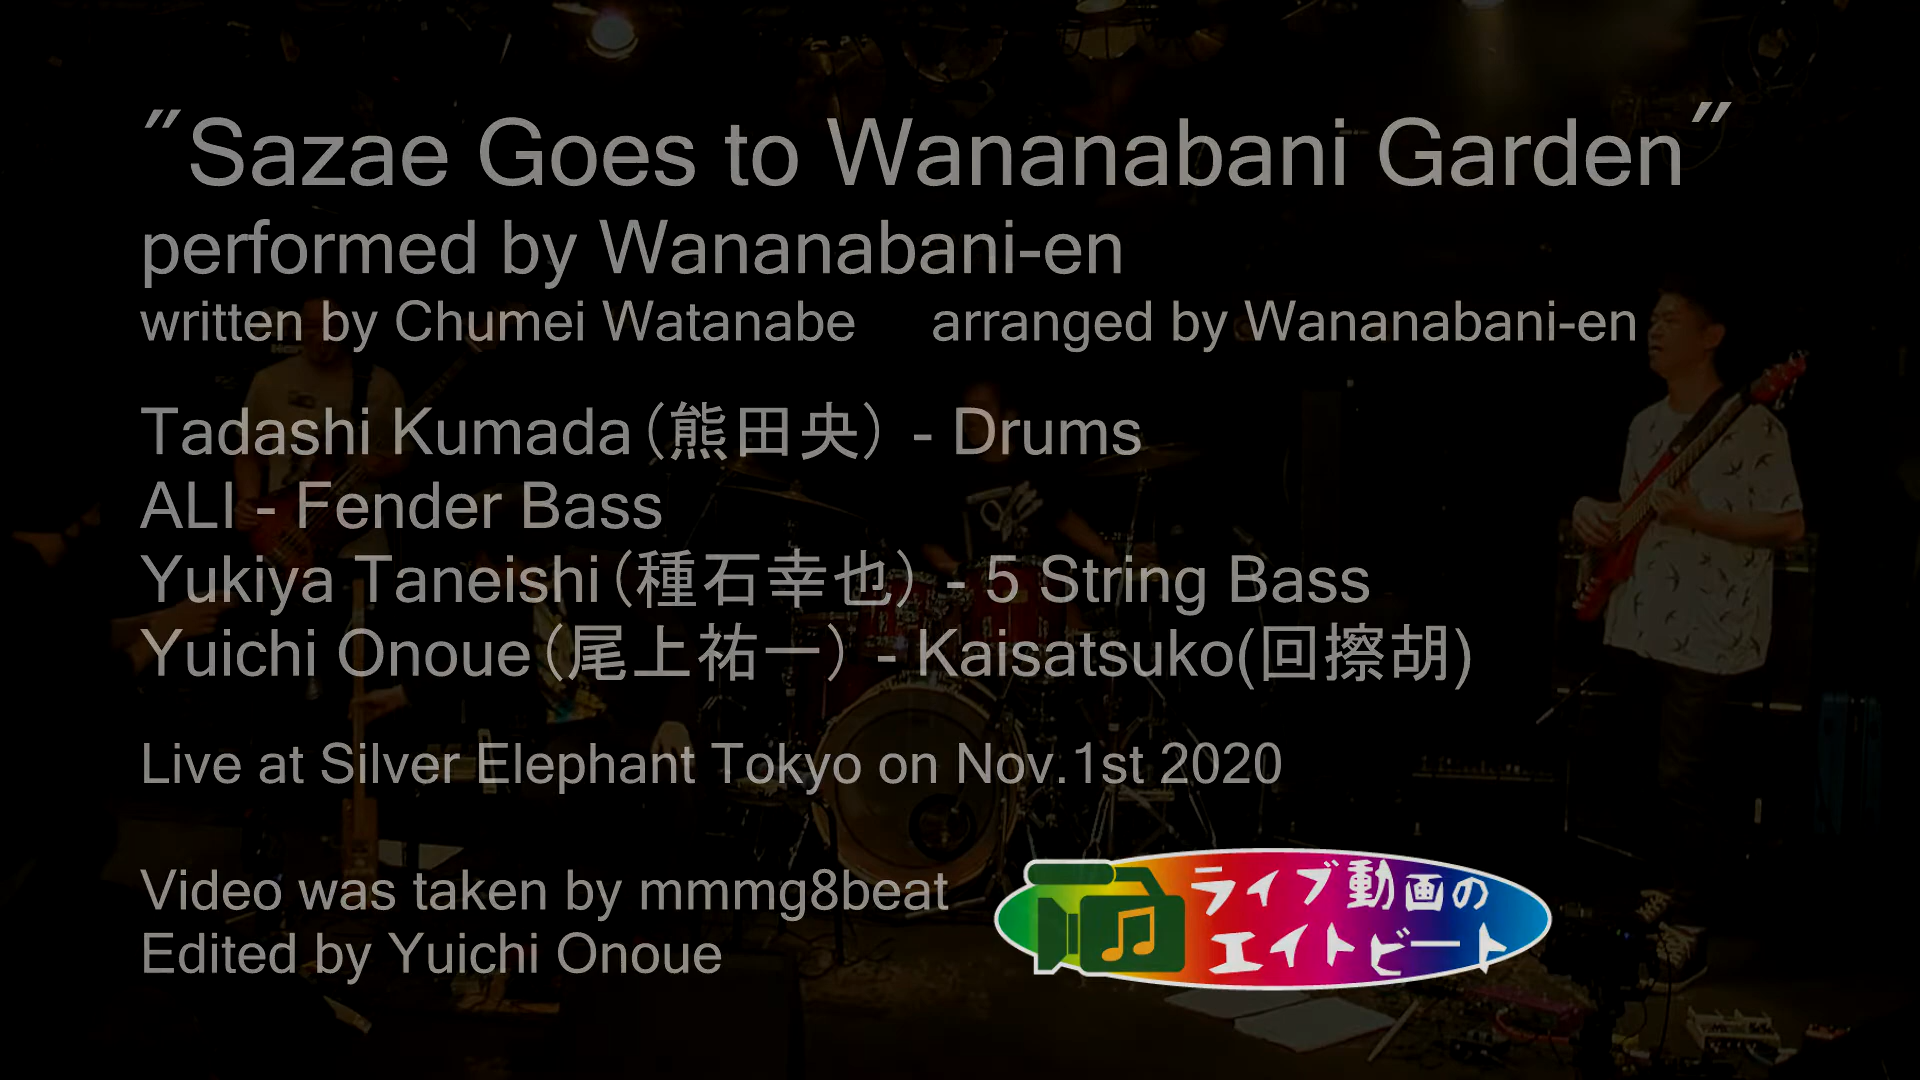 "Sazae Goes to Wananabani Garden"
performed by Wananabani-en
written by Chumei Watanabe arranged by Wananabani-en
Tadashi Kumada(熊田央) - Drums
ALI - Fender Bass
Yukiya Taneishi(種石幸也) - 5 String Bass
Yuichi Onoue(尾上祐一) - Kaisatsuko(回擦胡)
Live at Silver Elephant Tokyo on Nov.1st 2020
Video was taken by mmmg8beat
Edited by Yuichi Onoue
ライブ動画の
エイトビート